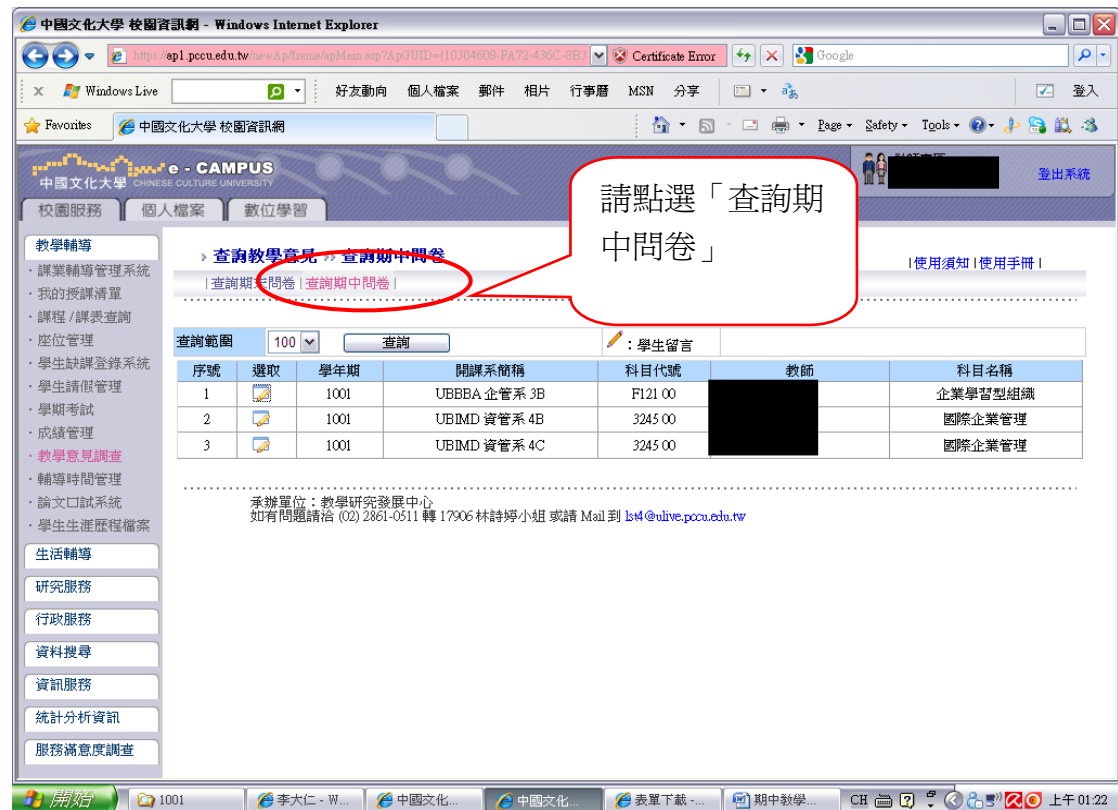 中國文化大學 校園資訊網 - Windows Internet Explorer
https://ap1.pccu.edu.tw/newAp/frame/apMain.asp?ApGUID={10304608-FA72-436C-8B3
Certificate Error
Google
Windows Live
好友動向 個人檔案 郵件 相片 行事曆 MSN 分享
登入
Favorites
中國文化大學 校園資訊網
Page Safety Tools
e - CAMPUS
中國文化大學 CHINESE CULTURE UNIVERSITY
登出系統
校園服務 個人檔案 數位學習
請點選「查詢期
中問卷」
教學輔導
·課業輔導管理系統
·我的授課清單
·課程/課表查詢
·座位管理
·學生缺課登錄系統
·學生請假管理
·學期考試
·成績管理
·教學意見調查
·輔導時間管理
·論文口試系統
·學生生涯歷程檔案
生活輔導
研究服務
行政服務
資料搜尋
資訊服務
統計分析資訊
服務滿意度調查
› 查詢教學意見 ›› 查詢期中問卷
|查詢期末問卷|查詢期中問卷|
|使用須知|使用手冊|
查詢範圍 100 查詢 :學生留言
序號 選取 學年期 開課系簡稱 科目代號 教師 科目名稱
1 1001 UBBBA 企管系 3B F121 00 企業學習型組織
2 1001 UBIMD 資管系 4B 3245 00 國際企業管理
3 1001 UBIMD 資管系 4C 3245 00 國際企業管理
承辦單位：教學研究發展中心
如有問題請洽 (02) 2861-0511 轉 17906 林詩婷小姐 或請 Mail 到 lst4@ulive.pccu.edu.tw
開始
1001
李大仁 - W...
中國文化...
中國文化...
表單下載 -...
期中教學...
CH
上午 01:22